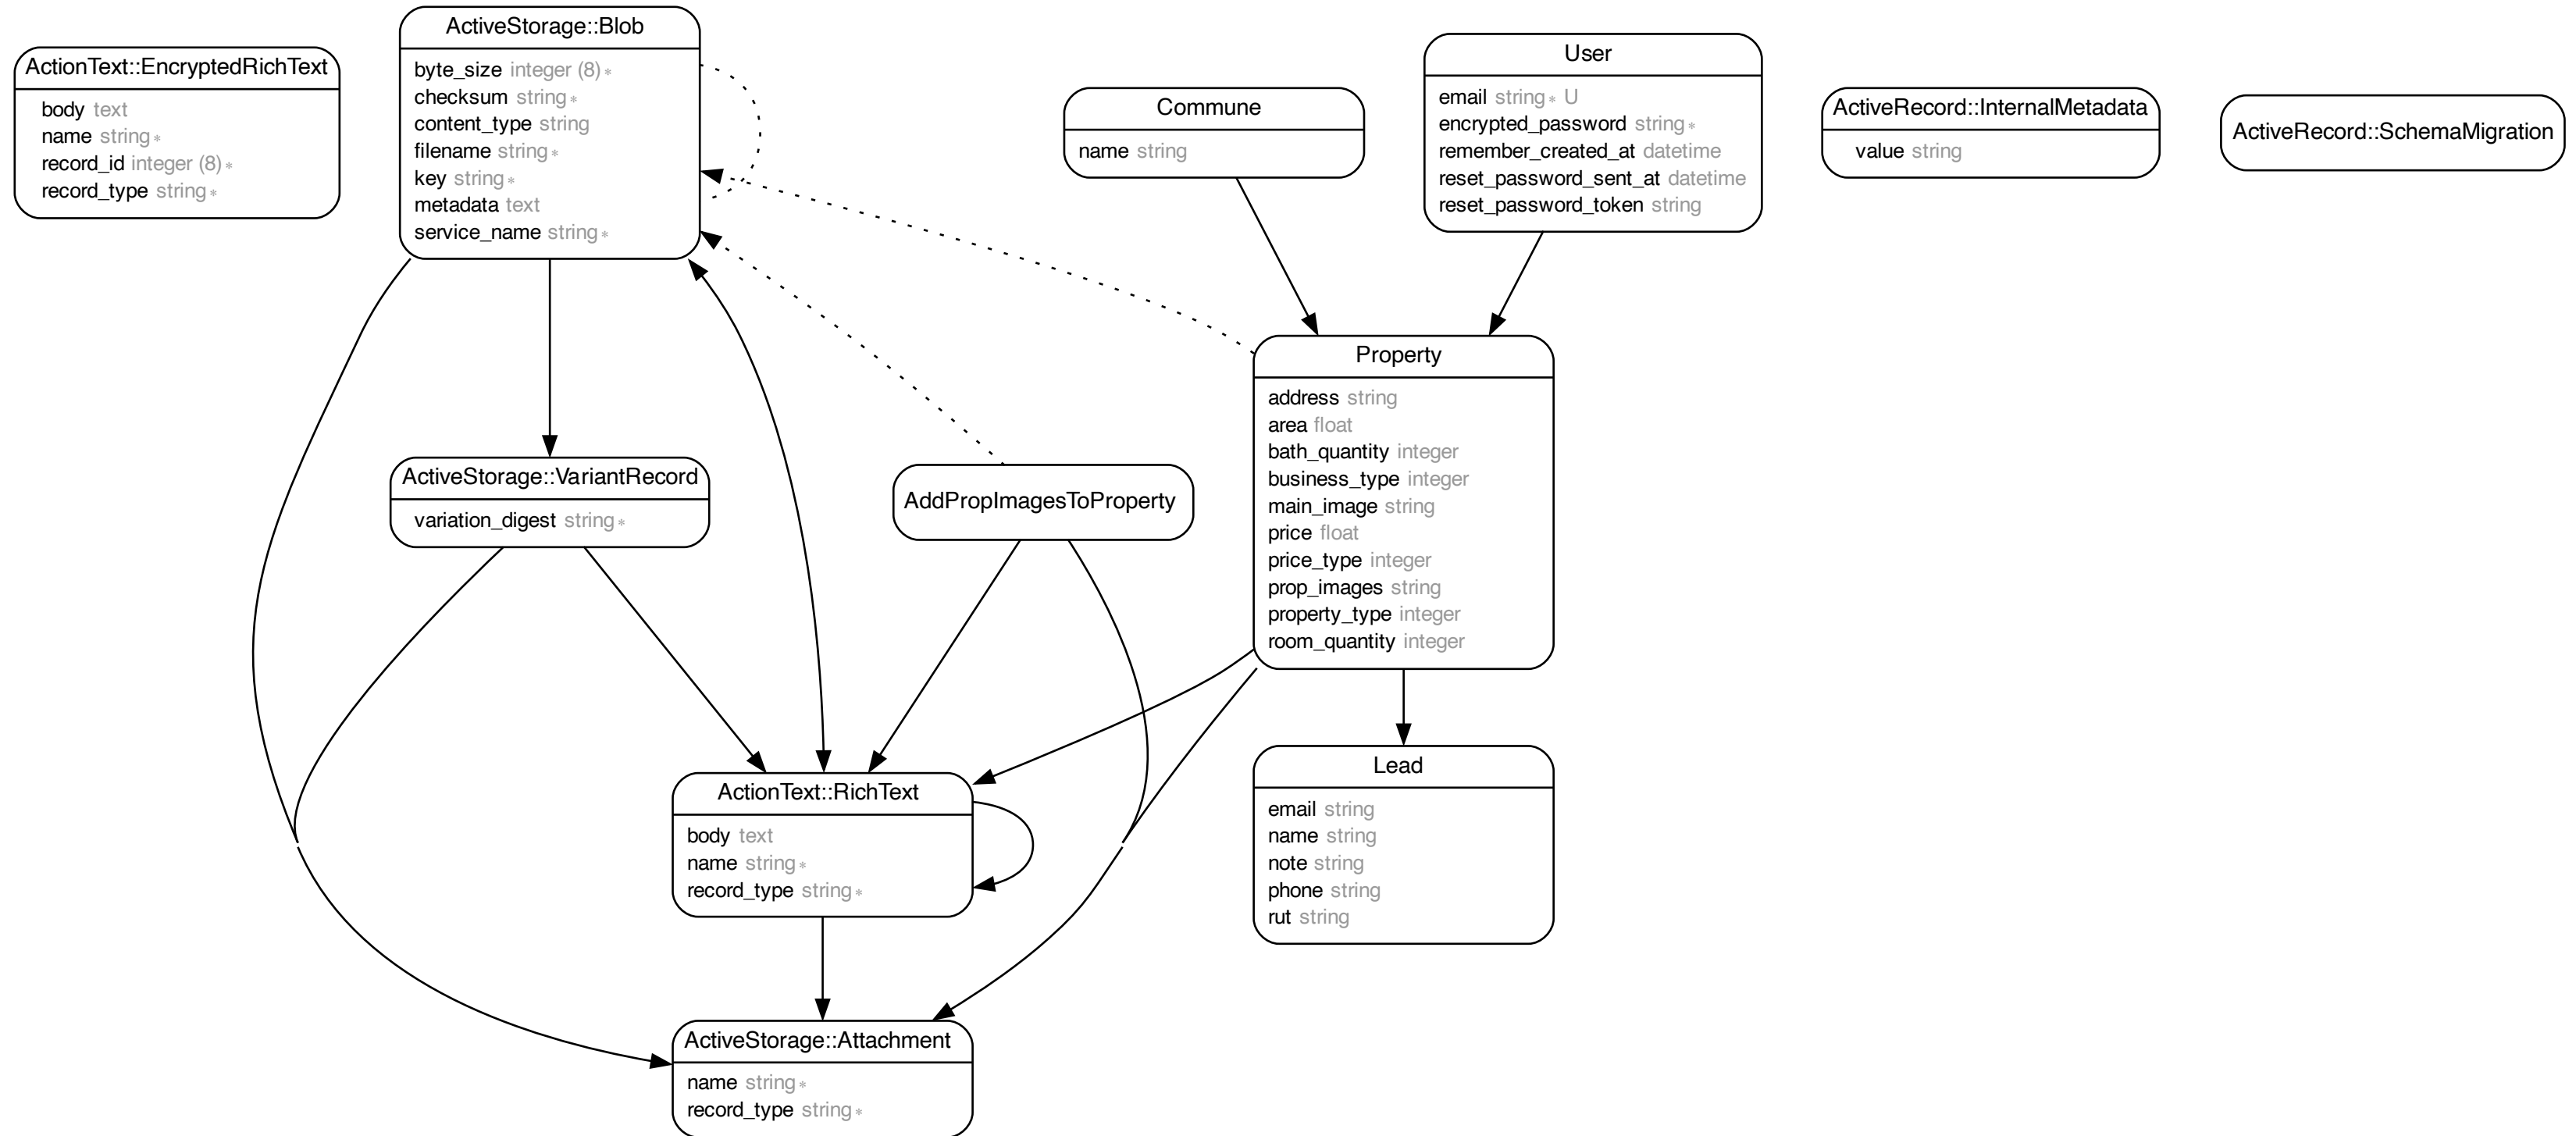 ActionText::EncryptedRichText
body text
name string *
record_id integer (8) *
record_type string *
ActiveStorage::Blob
byte_size integer (8) *
checksum string *
content_type string
filename string *
key string *
metadata text
service_name string *
Commune
name string
User
email string * U
encrypted_password string *
remember_created_at datetime
reset_password_sent_at datetime
reset_password_token string
ActiveRecord::InternalMetadata
value string
ActiveRecord::SchemaMigration
ActiveStorage::VariantRecord
variation_digest string *
AddPropImagesToProperty
Property
address string
area float
bath_quantity integer
business_type integer
main_image string
price float
price_type integer
prop_images string
property_type integer
room_quantity integer
ActionText::RichText
body text
name string *
record_type string *
Lead
email string
name string
note string
phone string
rut string
ActiveStorage::Attachment
name string *
record_type string *